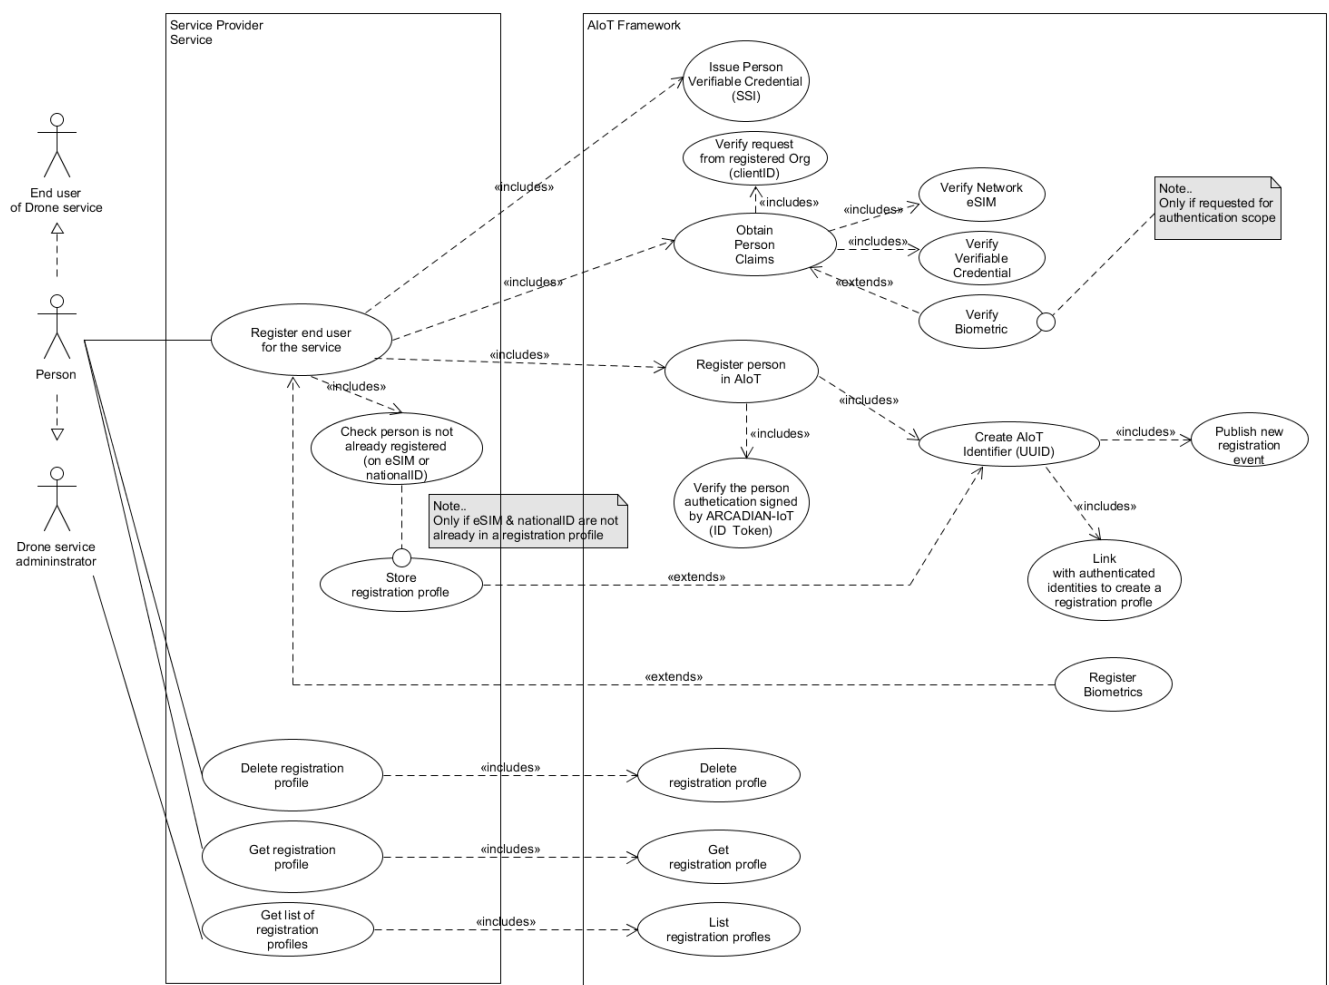 Service Provider
Service
AIoT Framework
Issue Person
Verifiable Credential
(SSI)
Verify request
from registered Org
(clientID)
«includes»
«includes»
Verify Network
eSIM
«includes»
Note..
Only if requested for
authentication scope
End user
of Drone service
Obtain
Person
Claims
«includes»
«includes»
Verify
Verifiable
Credential
«includes»
«extends»
Verify
Biometric
Register end user
for the service
Person
«includes»
Register person
in AIoT
«includes»
«includes»
Check person is not
already registered
(on eSIM or
nationalID)
«includes»
Create AIoT
Identifier (UUID)
«includes»
Publish new
registration
event
Verify the person
authetication signed
by ARCADIAN-IoT
(ID Token)
Note..
Only if eSIM & nationalID are not
already in a registration profile
«includes»
Drone service
admininstrator
Store
registration profle
«extends»
Link
with authenticated
identities to create a
registration profle
«extends»
Register
Biometrics
Delete registration
profile
«includes»
Delete
registration profle
Get registration
profile
«includes»
Get
registration profle
Get list of
registration
profiles
«includes»
List
registration profles